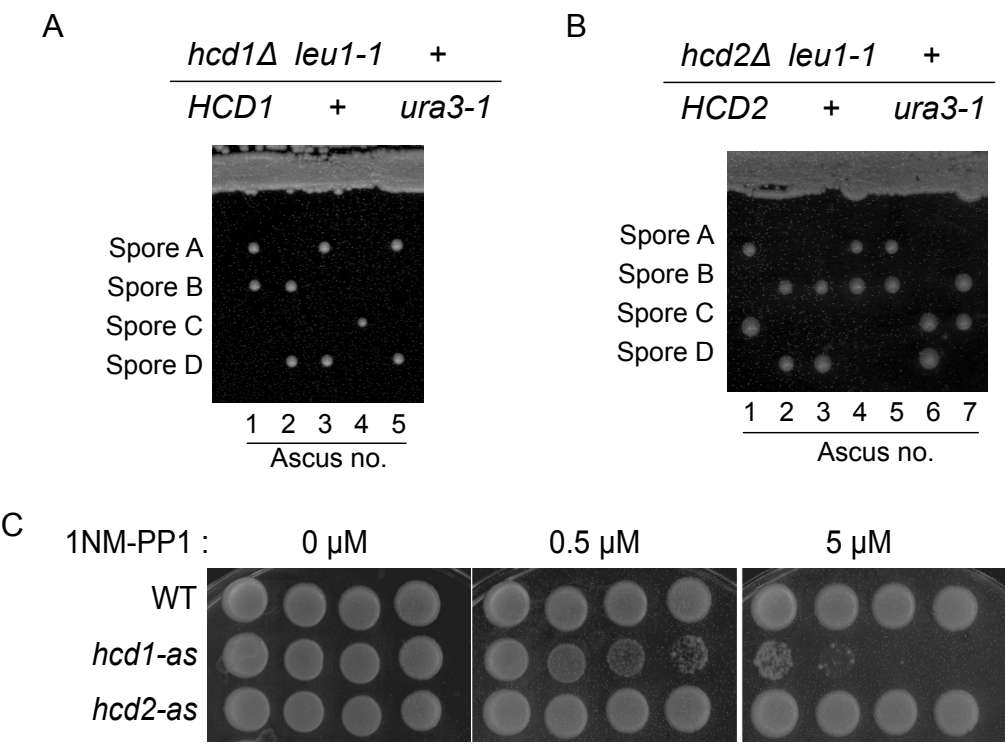 A
hcd1Δ leu1-1 +
HCD1 + ura3-1
Spore A
Spore B
Spore C
Spore D
1 2 3 4 5
Ascus no.
B
hcd2Δ leu1-1 +
HCD2 + ura3-1
Spore A
Spore B
Spore C
Spore D
1 2 3 4 5 6 7
Ascus no.
C
1NM-PP1 : 0 µM 0.5 µM 5 µM
WT
hcd1-as
hcd2-as